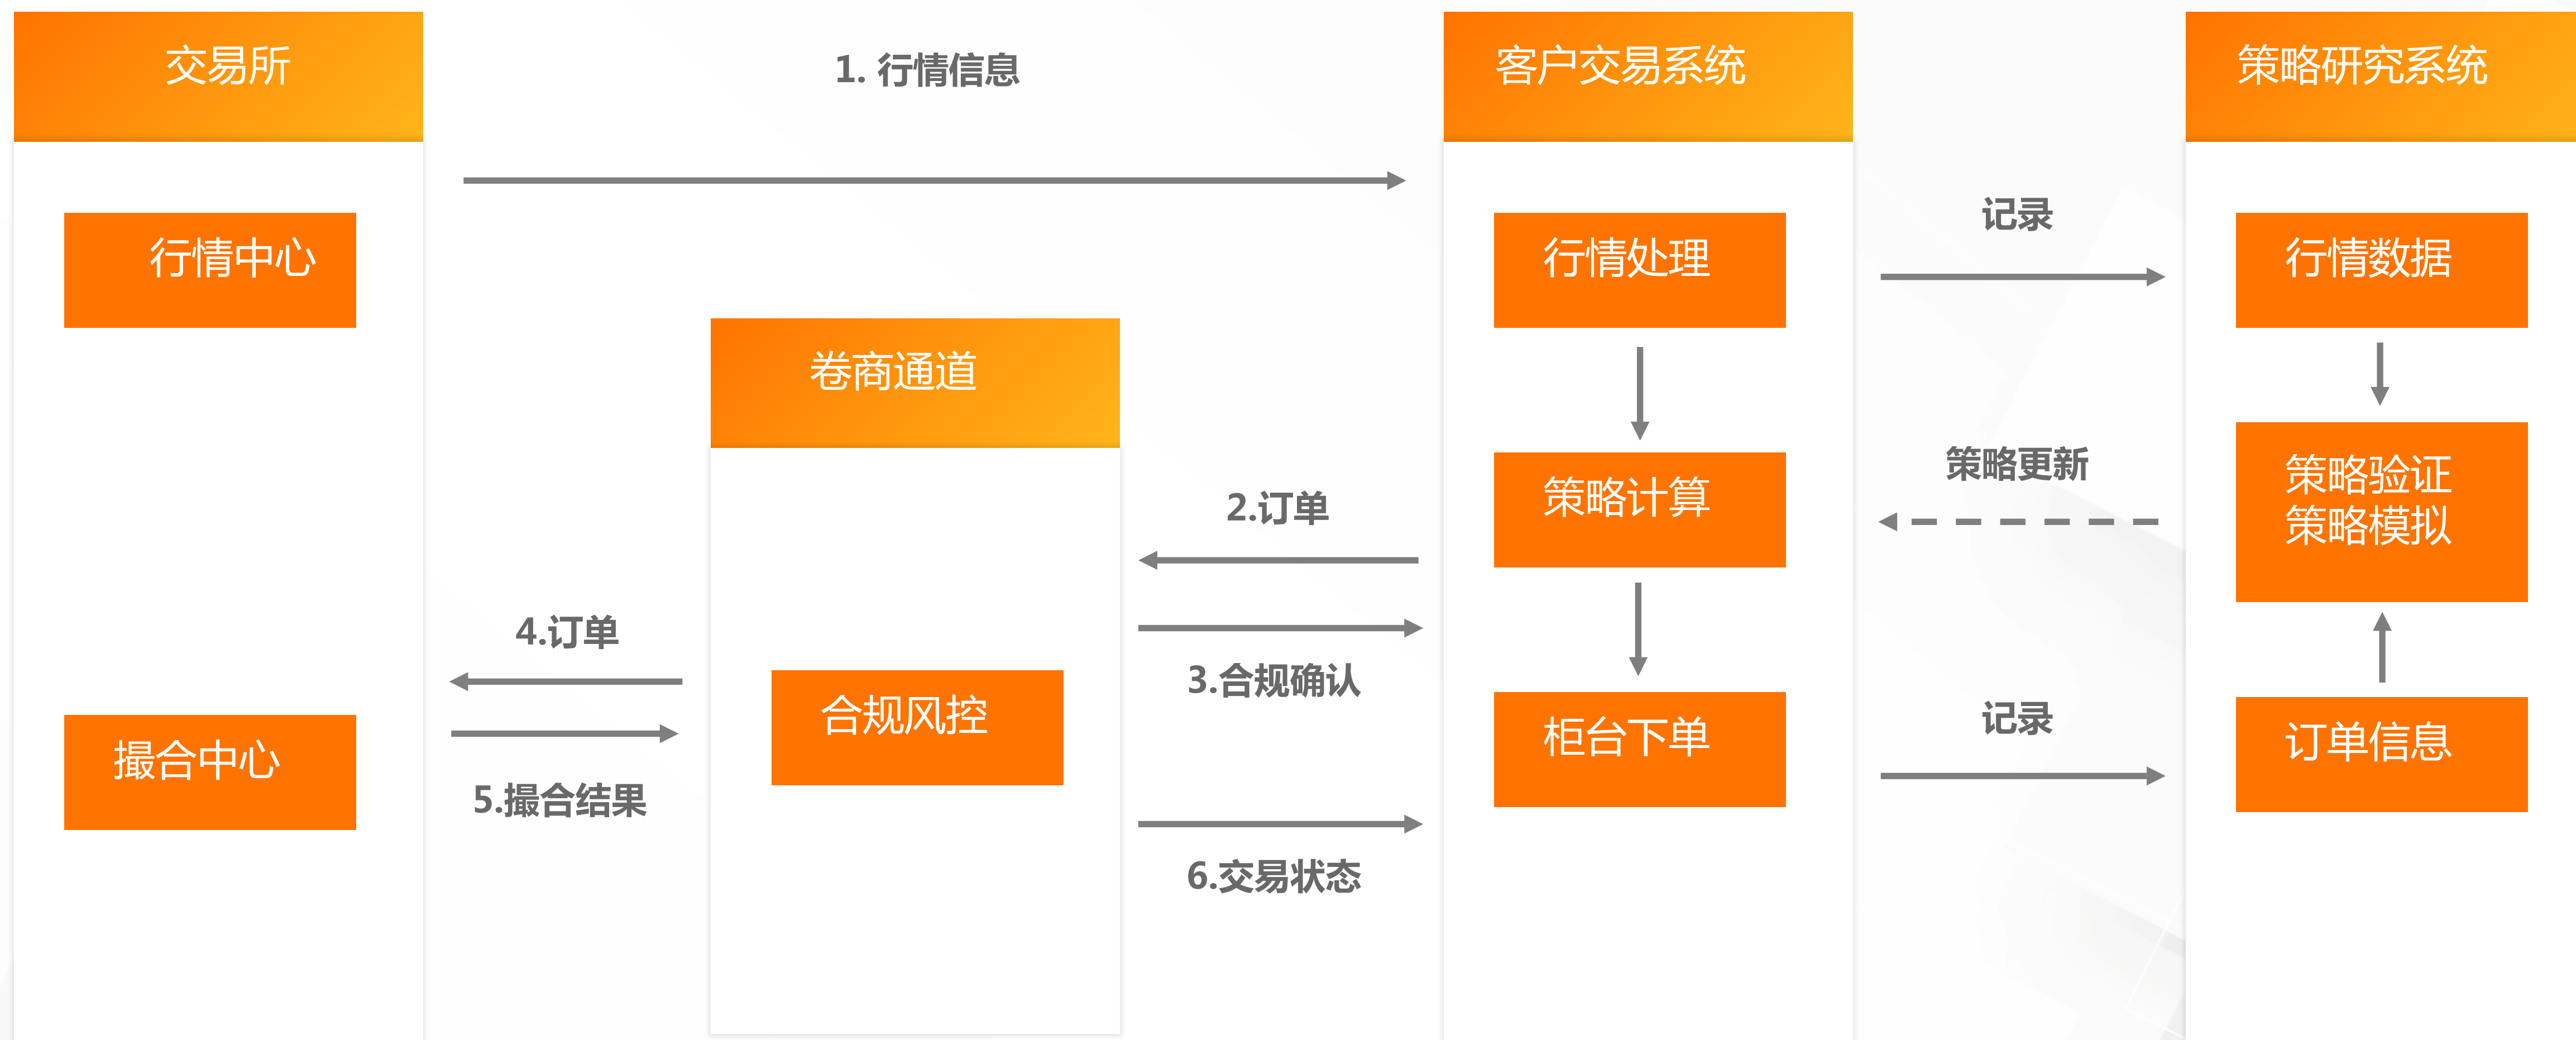 交易所
行情中心
撮合中心
1. 行情信息
卷商通道
合规风控
4.订单
5.撮合结果
2.订单
3.合规确认
6.交易状态
客户交易系统
行情处理
策略计算
柜台下单
记录
策略更新
记录
策略研究系统
行情数据
策略验证
策略模拟
订单信息